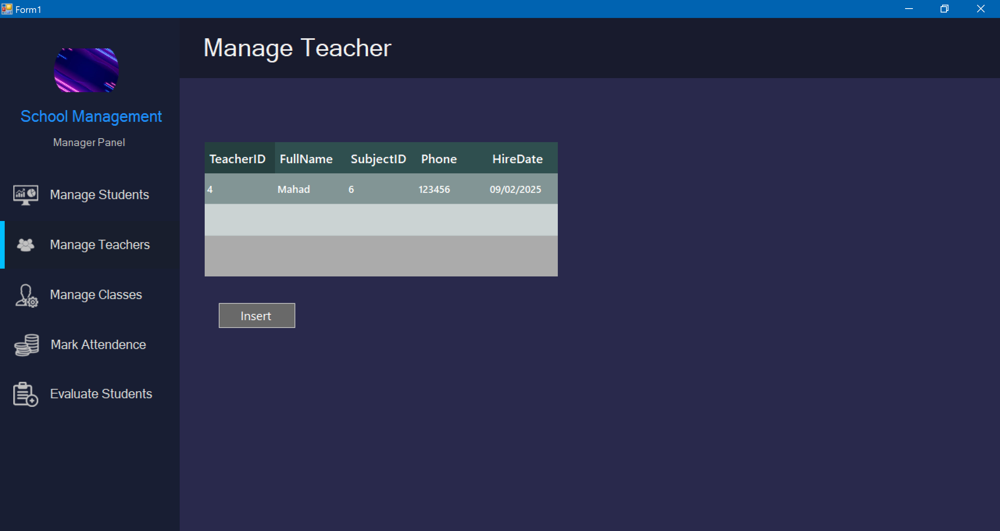 Form1
Manage Teacher
School Management
Manager Panel
Manage Students
Manage Teachers
Manage Classes
Mark Attendence
Evaluate Students
TeacherID FullName SubjectID Phone HireDate
4 Mahad 6 123456 09/02/2025
Insert